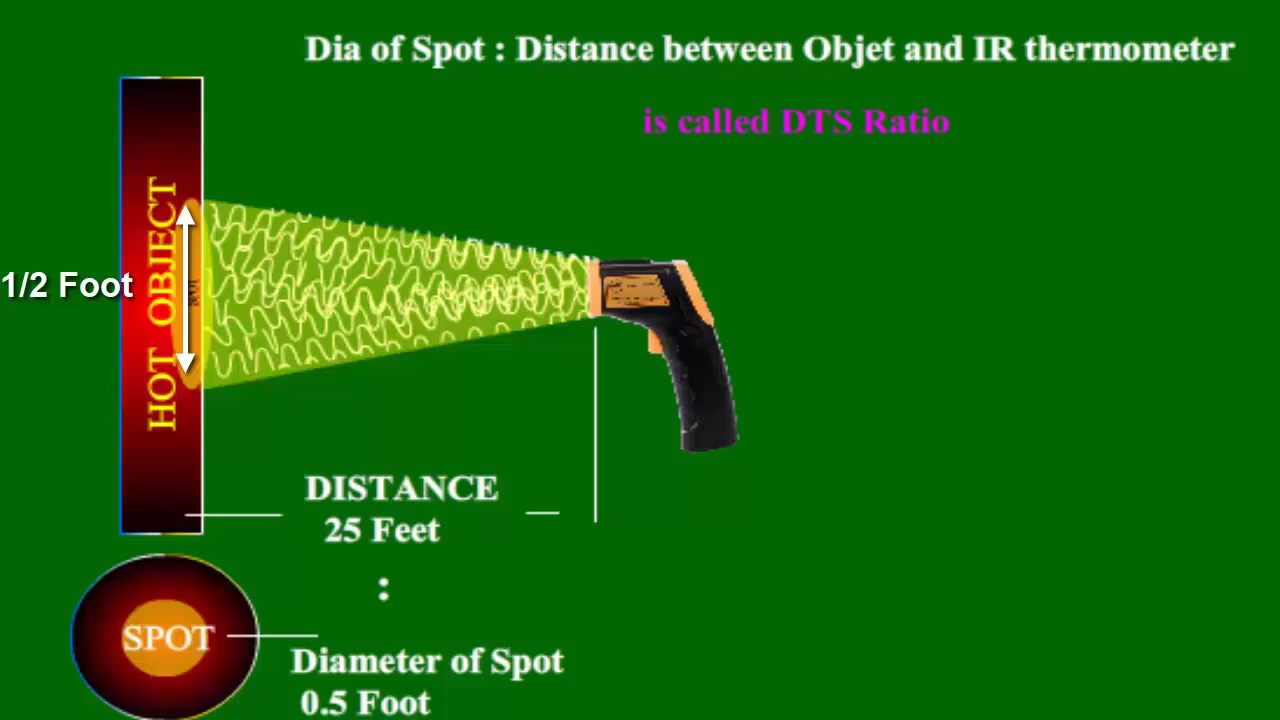 Dia of Spot : Distance between Objet and IR thermometer
is called DTS Ratio
HOT OBJECT
1/2 Foot
DISTANCE
25 Feet
:
SPOT
Diameter of Spot
0.5 Foot